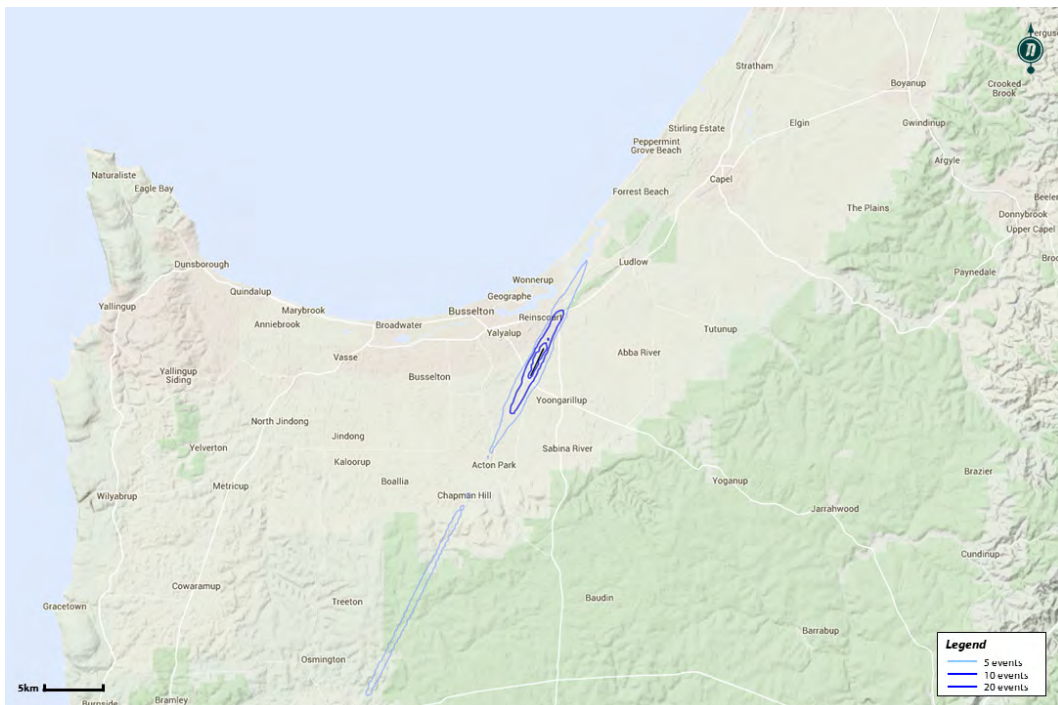 Stratham
Boyanup
Crooked
Brook
Elgin
Gwindinup
Stirling Estate
Peppermint
Grove Beach
Argyle
Naturaliste
Eagle Bay
Capel
Forrest Beach
The Plains
Donnybrook
Upper Capel
Dunsborough
Ludlow
Paynedale
Wonnerup
Quindalup
Geographe
Yallingup
Marybrook
Busselton
Reinscourt
Anniebrook
Broadwater
Yalyalup
Tutunup
Vasse
Abba River
Yallingup
Siding
Busselton
Yoongarillup
North Jindong
Jindong
Yelverton
Sabina River
Kaloorup
Acton Park
Brazier
Boallia
Yoganup
Metricup
Wilyabrup
Chapman Hill
Jarrahwood
Cundinup
Cowaramup
Baudin
Treeton
Gracetown
Barrabup
Osmington
Legend
5 events
10 events
20 events
5km
Bramley